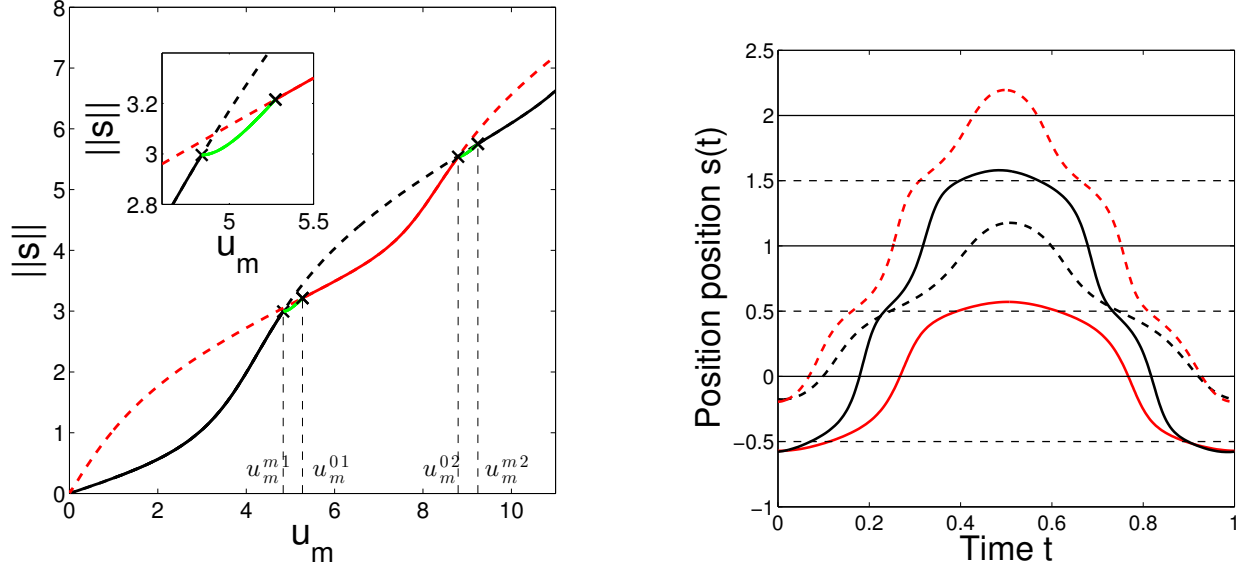 8
7
6
5
4
3
2
1
0
||s||
0 2 4 6 8 10
u_m
3.2
3
2.8
||s||
5 5.5
u_m
u_m^{m1} u_m^{01} u_m^{02} u_m^{m2}
2.5
2
1.5
1
0.5
0
−0.5
−1
Position position s(t)
0 0.2 0.4 0.6 0.8 1
Time t